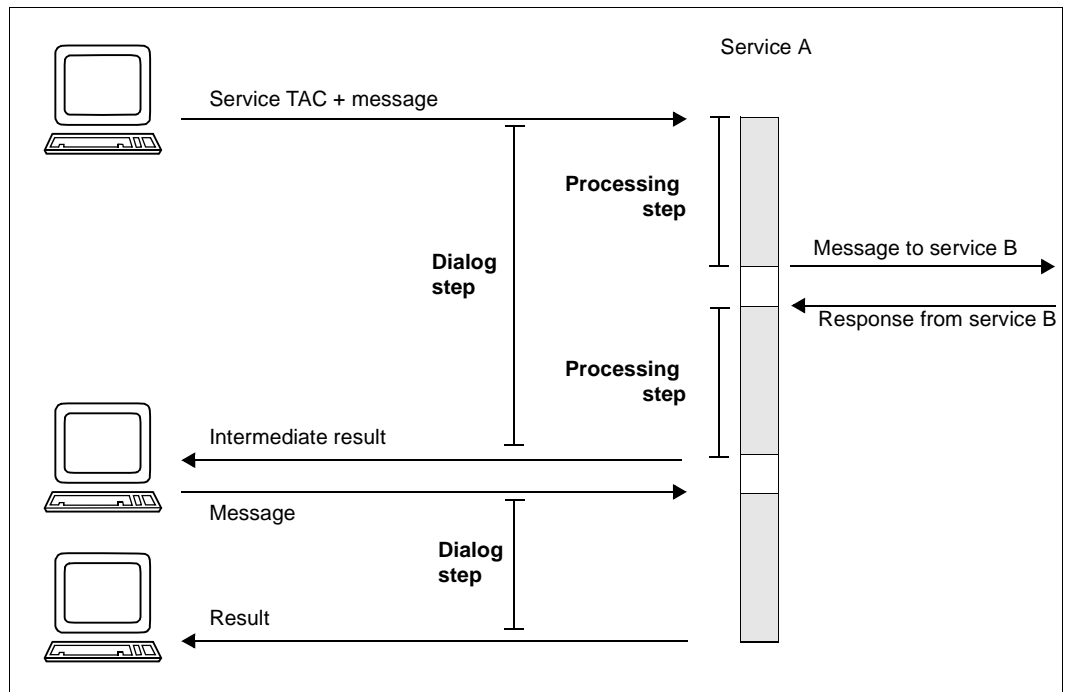 Service A
Service TAC + message
Processing
step
Message to service B
Dialog
step
Response from service B
Processing
step
Intermediate result
Message
Dialog
step
Result